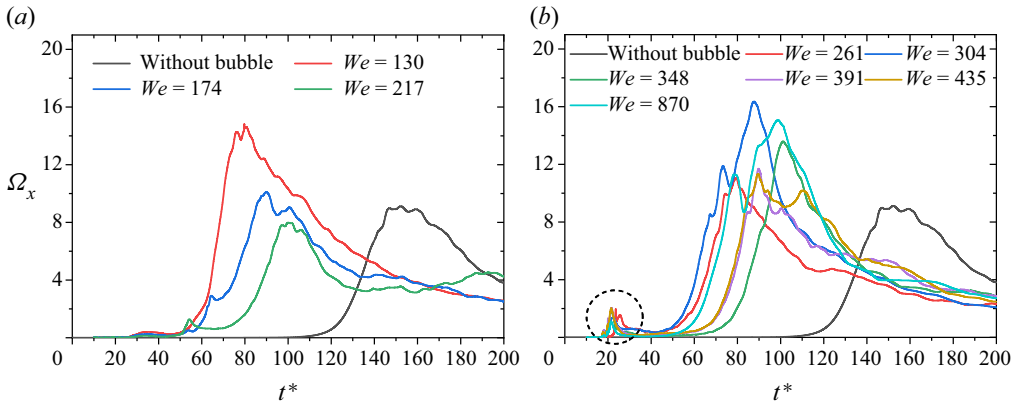 (a)
(b)
Without bubble We = 130
We = 174 We = 217
Without bubble We = 261 We = 304
We = 348 We = 391 We = 435
We = 870
Ω_x
20
16
12
8
4
0
20 40 60 80 100 120 140 160 180 200
t*
20
16
12
8
4
0
20 40 60 80 100 120 140 160 180 200
t*